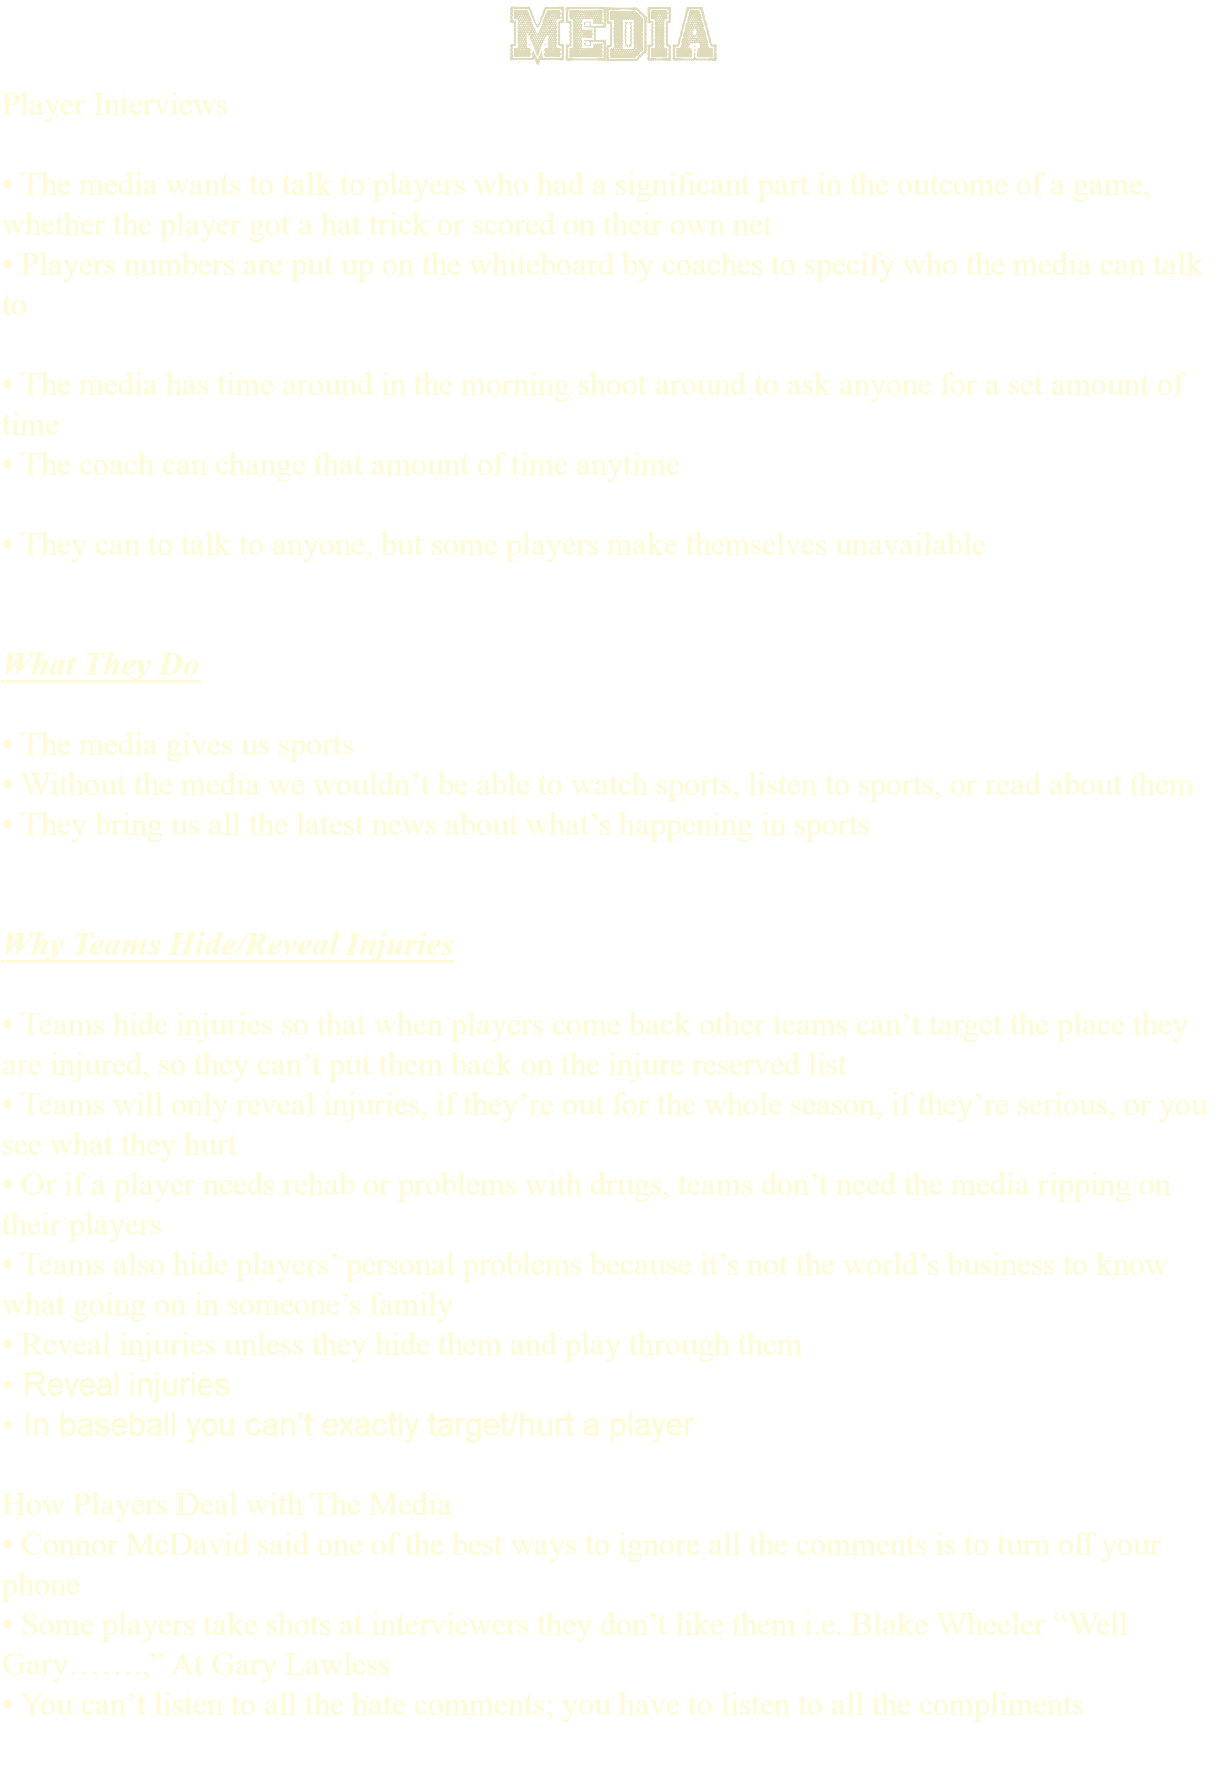 MEDIA
Player Interviews
• The media wants to talk to players who had a significant part in the outcome of a game,
whether the player got a hat trick or scored on their own net
• Players numbers are put up on the whiteboard by coaches to specify who the media can talk
to
• The media has time around in the morning shoot around to ask anyone for a set amount of
time
• The coach can change that amount of time anytime
• They can to talk to anyone, but some players make themselves unavailable
What They Do
• The media gives us sports
• Without the media we wouldn’t be able to watch sports, listen to sports, or read about them
• They bring us all the latest news about what’s happening in sports
Why Teams Hide/Reveal Injuries
• Teams hide injuries so that when players come back other teams can’t target the place they
are injured, so they can’t put them back on the injure reserved list
• Teams will only reveal injuries, if they’re out for the whole season, if they’re serious, or you
see what they hurt
• Or if a player needs rehab or problems with drugs, teams don’t need the media ripping on
their players
• Teams also hide players’ personal problems because it’s not the world’s business to know
what going on in someone’s family
• Reveal injuries unless they hide them and play through them
• Reveal injuries
• In baseball you can’t exactly target/hurt a player
How Players Deal with The Media
• Connor McDavid said one of the best ways to ignore all the comments is to turn off your
phone
• Some players take shots at interviewers they don’t like them i.e. Blake Wheeler “Well
Gary…….,” At Gary Lawless
• You can’t listen to all the hate comments; you have to listen to all the compliments